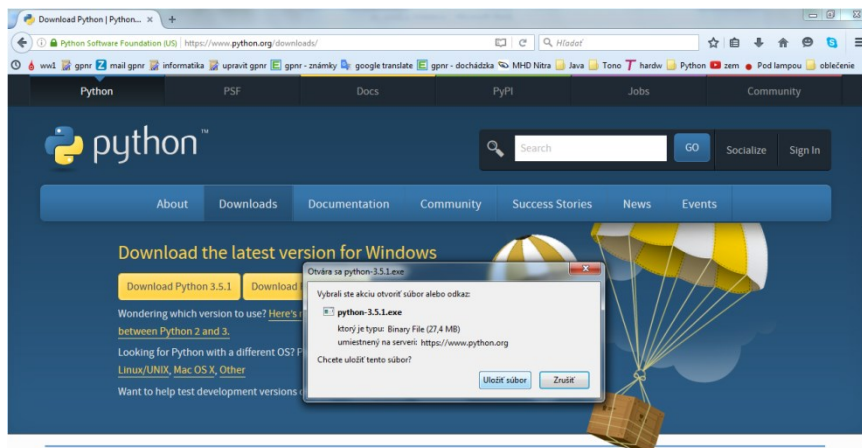 Download Python | Python...
Python Software Foundation (US) https://www.python.org/downloads/
Hľadať
ww1 gpnr mail gpnr informatika upravit gpnr gpnr - známky google translate gpnr - dochádzka MHD Nitra Java Tono hardw Python zem Pod lampou oblečenie
Python PSF Docs PyPI Jobs Community
python™
Search GO Socialize Sign In
About Downloads Documentation Community Success Stories News Events
Download the latest version for Windows
Download Python 3.5.1 Download
Wondering which version to use? Here's
between Python 2 and 3.
Looking for Python with a different OS? P
Linux/UNIX, Mac OS X, Other
Want to help test development versions
Otvára sa python-3.5.1.exe
Vybrali ste akciu otvoriť súbor alebo odkaz:
python-3.5.1.exe
ktorý je typu: Binary File (27,4 MB)
umiestnený na serveri: https://www.python.org
Chcete uložiť tento súbor?
Uložiť súbor Zrušiť